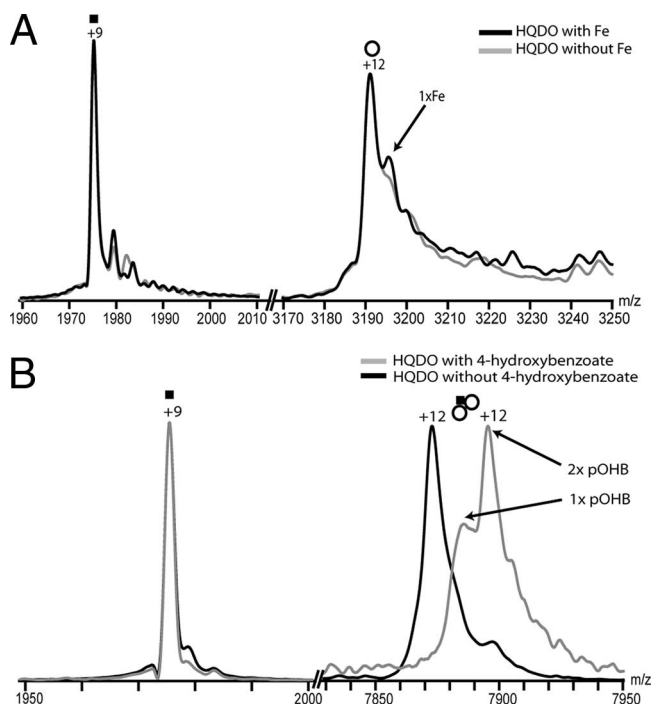 A
HQDO with Fe
HQDO without Fe
+9
+12
1xFe
1960 1970 1980 1990 2000 2010 3170 3180 3190 3200 3210 3220 3230 3240 3250
m/z
B
HQDO with 4-hydroxybenzoate
HQDO without 4-hydroxybenzoate
+9
+12 +12
2x pOHB
1x pOHB
1950 2000 7850 7900 7950
m/z